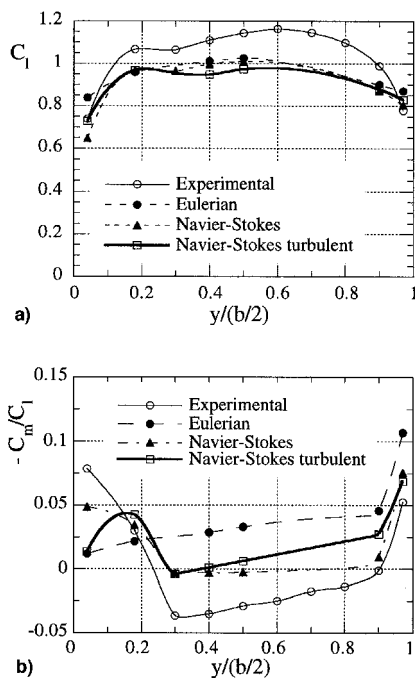 C_l
1.2
1
0.8
0.6
0.4
0.2
0
Experimental
Eulerian
Navier-Stokes
Navier-Stokes turbulent
0 0.2 0.4 0.6 0.8 1
a)
y/(b/2)
- C_m/C_l
0.15
0.1
0.05
0
-0.05
Experimental
Eulerian
Navier-Stokes
Navier-Stokes turbulent
0 0.2 0.4 0.6 0.8 1
b)
y/(b/2)